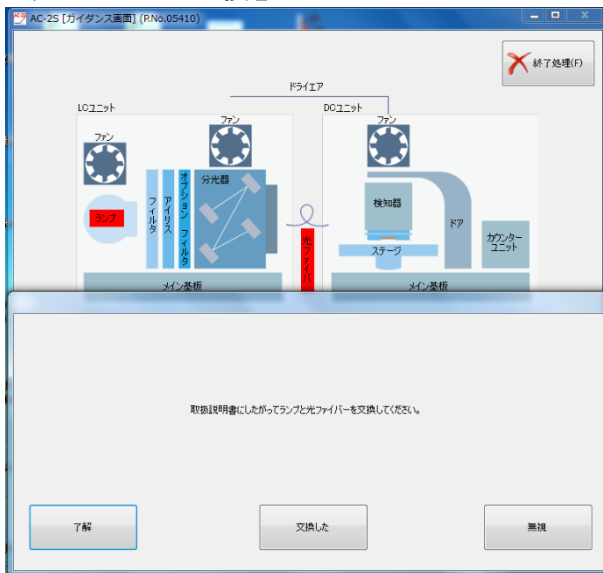 AC-2S [ガイダンス画面] (P.No.05410)
終了処理(F)
ドライエア
LCユニット
DCユニット
ファン
ファン
ファン
ランプ
フィルタ
アイリス
オプション フィルタ
分光器
光ファイバ
検知器
ステージ
ドア
カウンター
ユニット
メイン基板
メイン基板
取扱説明書にしたがってランプと光ファイバーを交換してください。
了解
交換した
無視